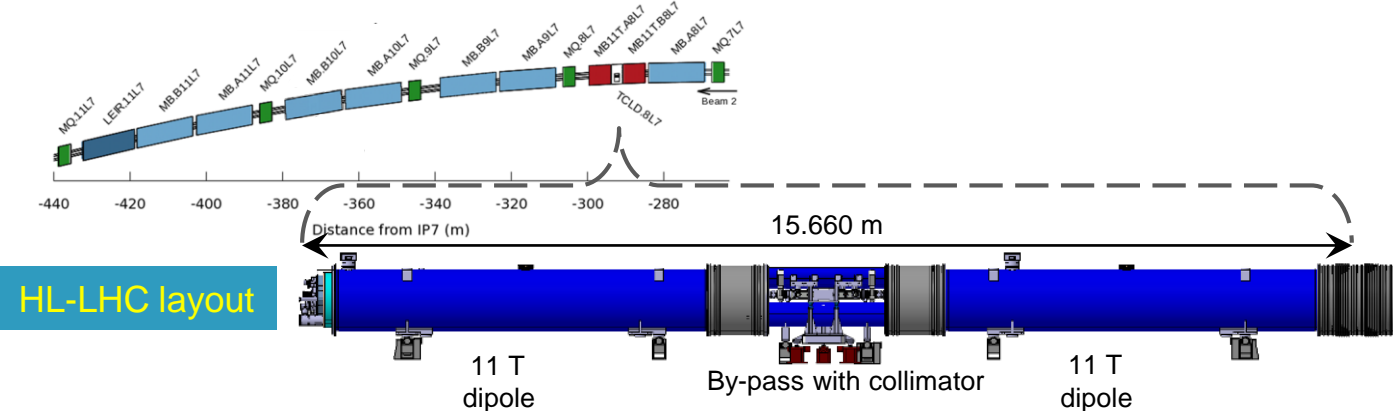 MQ.11L7
LEIR.11L7
MB.B11L7
MB.A11L7
MQ.10L7
MB.B10L7
MB.A10L7
MQ.9L7
MB.B9L7
MB.A9L7
MQ.8L7
MB11T.A8L7
MB11T.B8L7
MB.A8L7
MQ.7L7
Beam 2
TCLD.8L7
-440 -420 -400 -380 -360 -340 -320 -300 -280
Distance from IP7 (m)
15.660 m
HL-LHC layout
11 T
dipole
By-pass with collimator
11 T
dipole